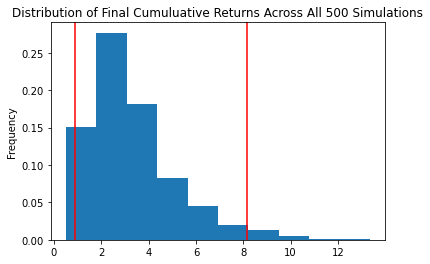 Distribution of Final Cumuluative Returns Across All 500 Simulations
Frequency
0.25
0.20
0.15
0.10
0.05
0.00
0 2 4 6 8 10 12